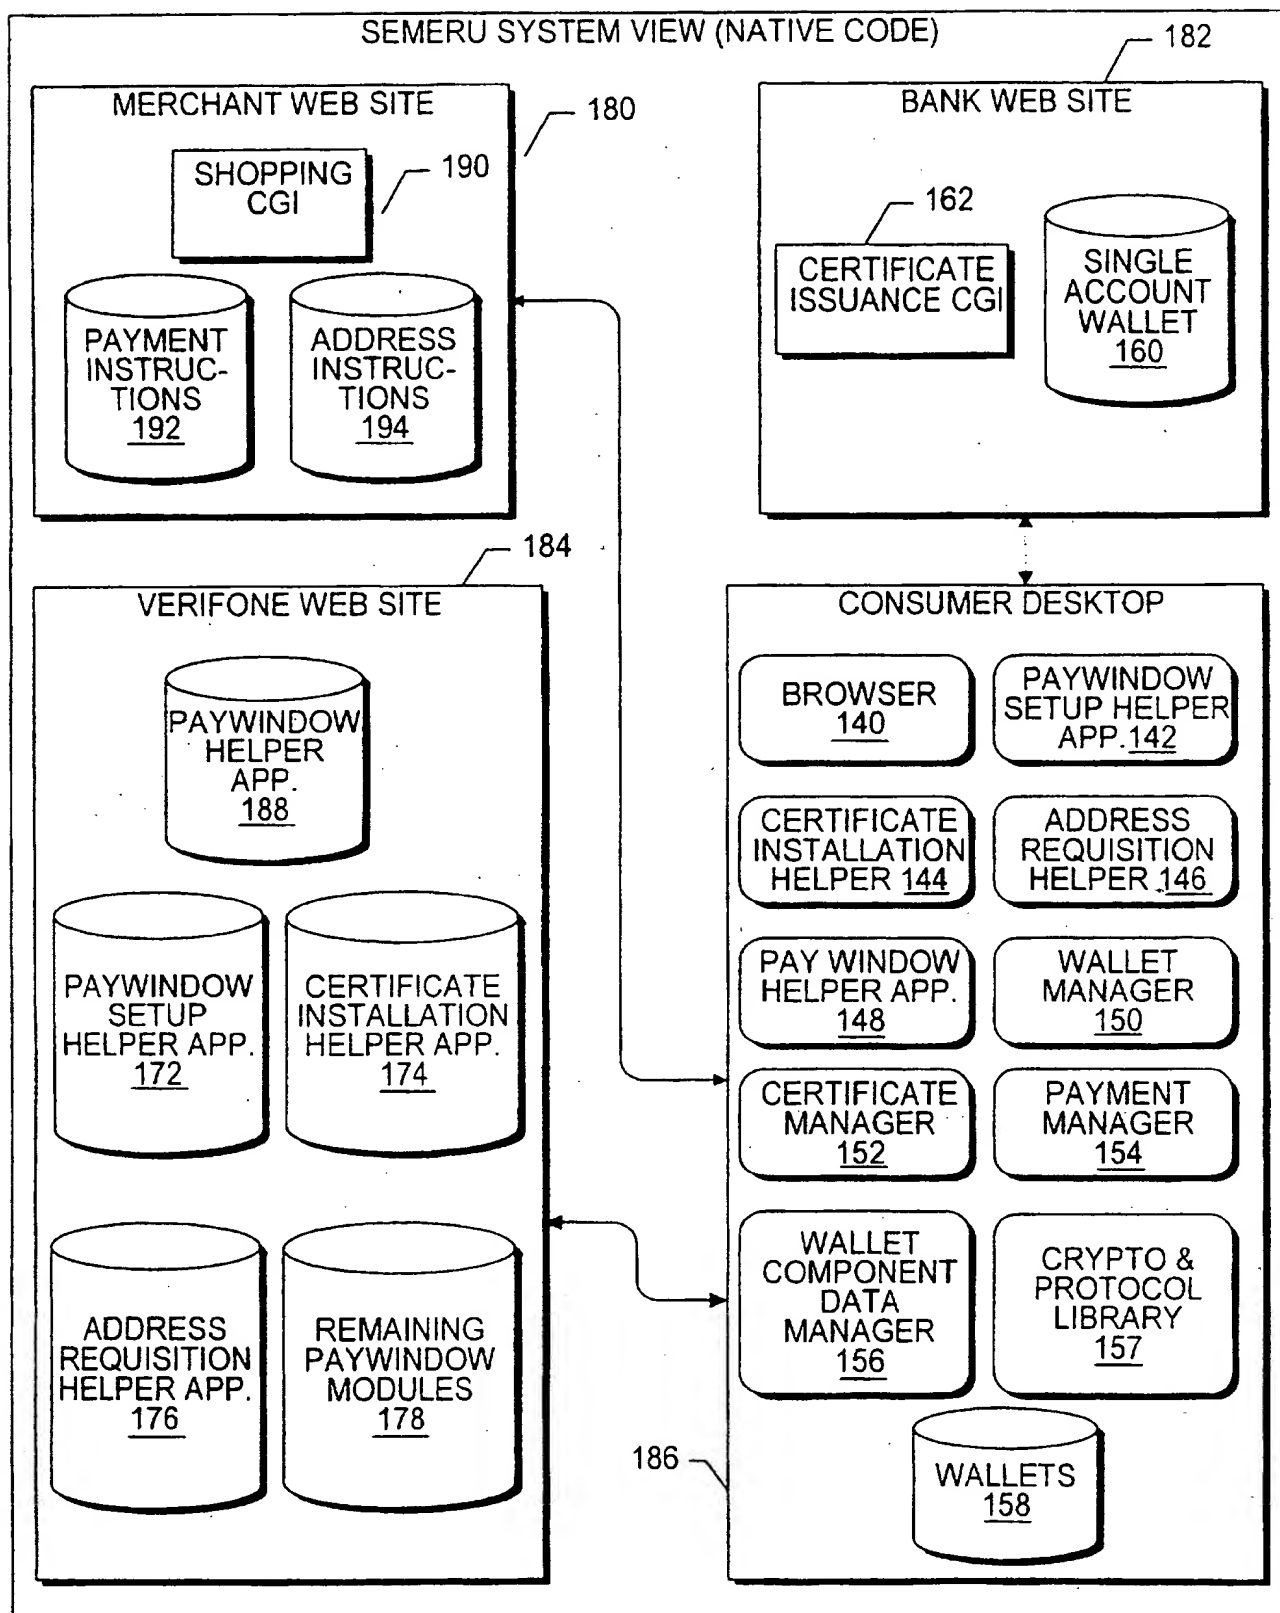 SEMERU SYSTEM VIEW (NATIVE CODE)
182
MERCHANT WEB SITE
180
SHOPPING
CGI
190
PAYMENT
INSTRUC-
TIONS
192
ADDRESS
INSTRUC-
TIONS
194
BANK WEB SITE
162
CERTIFICATE
ISSUANCE CGI
SINGLE
ACCOUNT
WALLET
160
184
VERIFONE WEB SITE
PAYWINDOW
HELPER
APP.
188
PAYWINDOW
SETUP
HELPER APP.
172
CERTIFICATE
INSTALLATION
HELPER APP.
174
ADDRESS
REQUISITION
HELPER APP.
176
REMAINING
PAYWINDOW
MODULES
178
CONSUMER DESKTOP
BROWSER
140
PAYWINDOW
SETUP HELPER
APP. 142
CERTIFICATE
INSTALLATION
HELPER 144
ADDRESS
REQUISITION
HELPER 146
PAY WINDOW
HELPER APP.
148
WALLET
MANAGER
150
CERTIFICATE
MANAGER
152
PAYMENT
MANAGER
154
WALLET
COMPONENT
DATA
MANAGER
156
CRYPTO &
PROTOCOL
LIBRARY
157
186
WALLETS
158